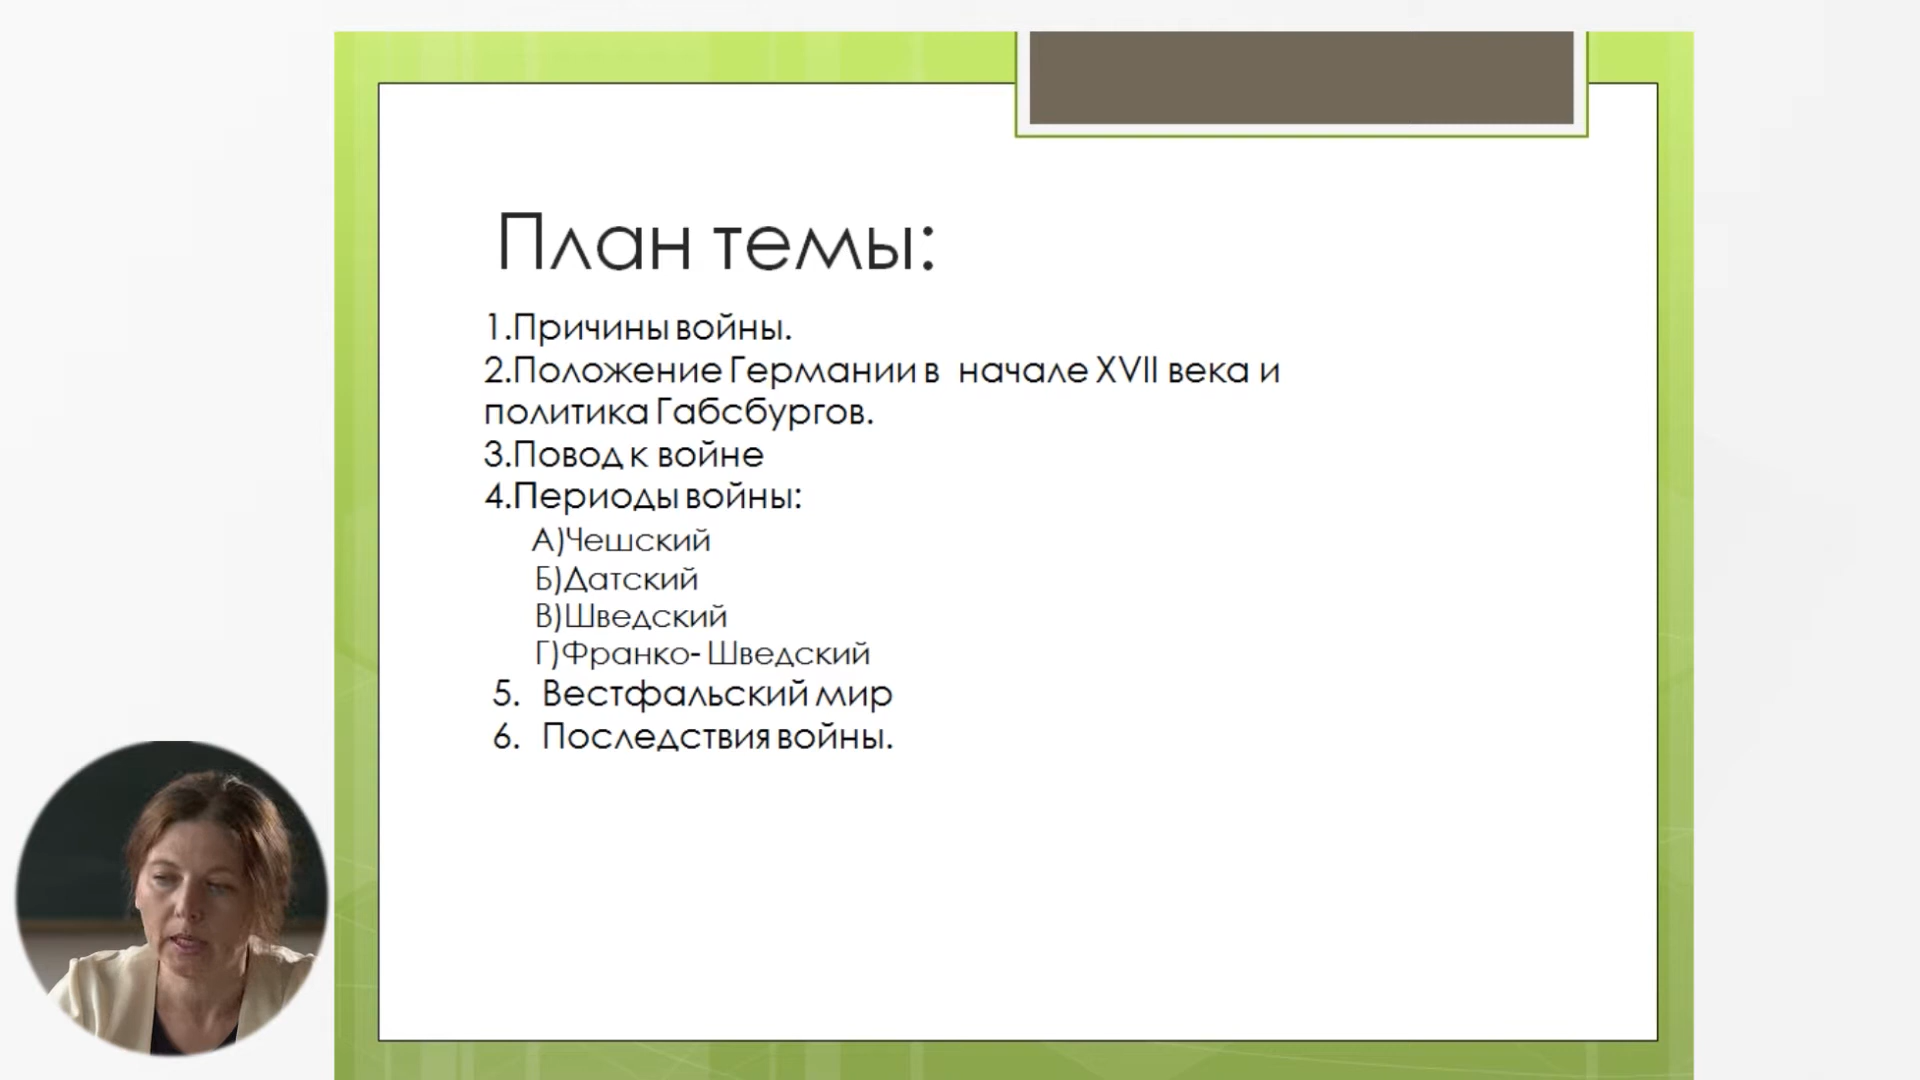 План темы:
1.Причины войны.
2.Положение Германии в начале XVII века и
политика Габсбургов.
3.Повод к войне
4.Периоды войны:
А)Чешский
Б)Датский
В)Шведский
Г)Франко- Шведский
5. Вестфальский мир
6. Последствия войны.